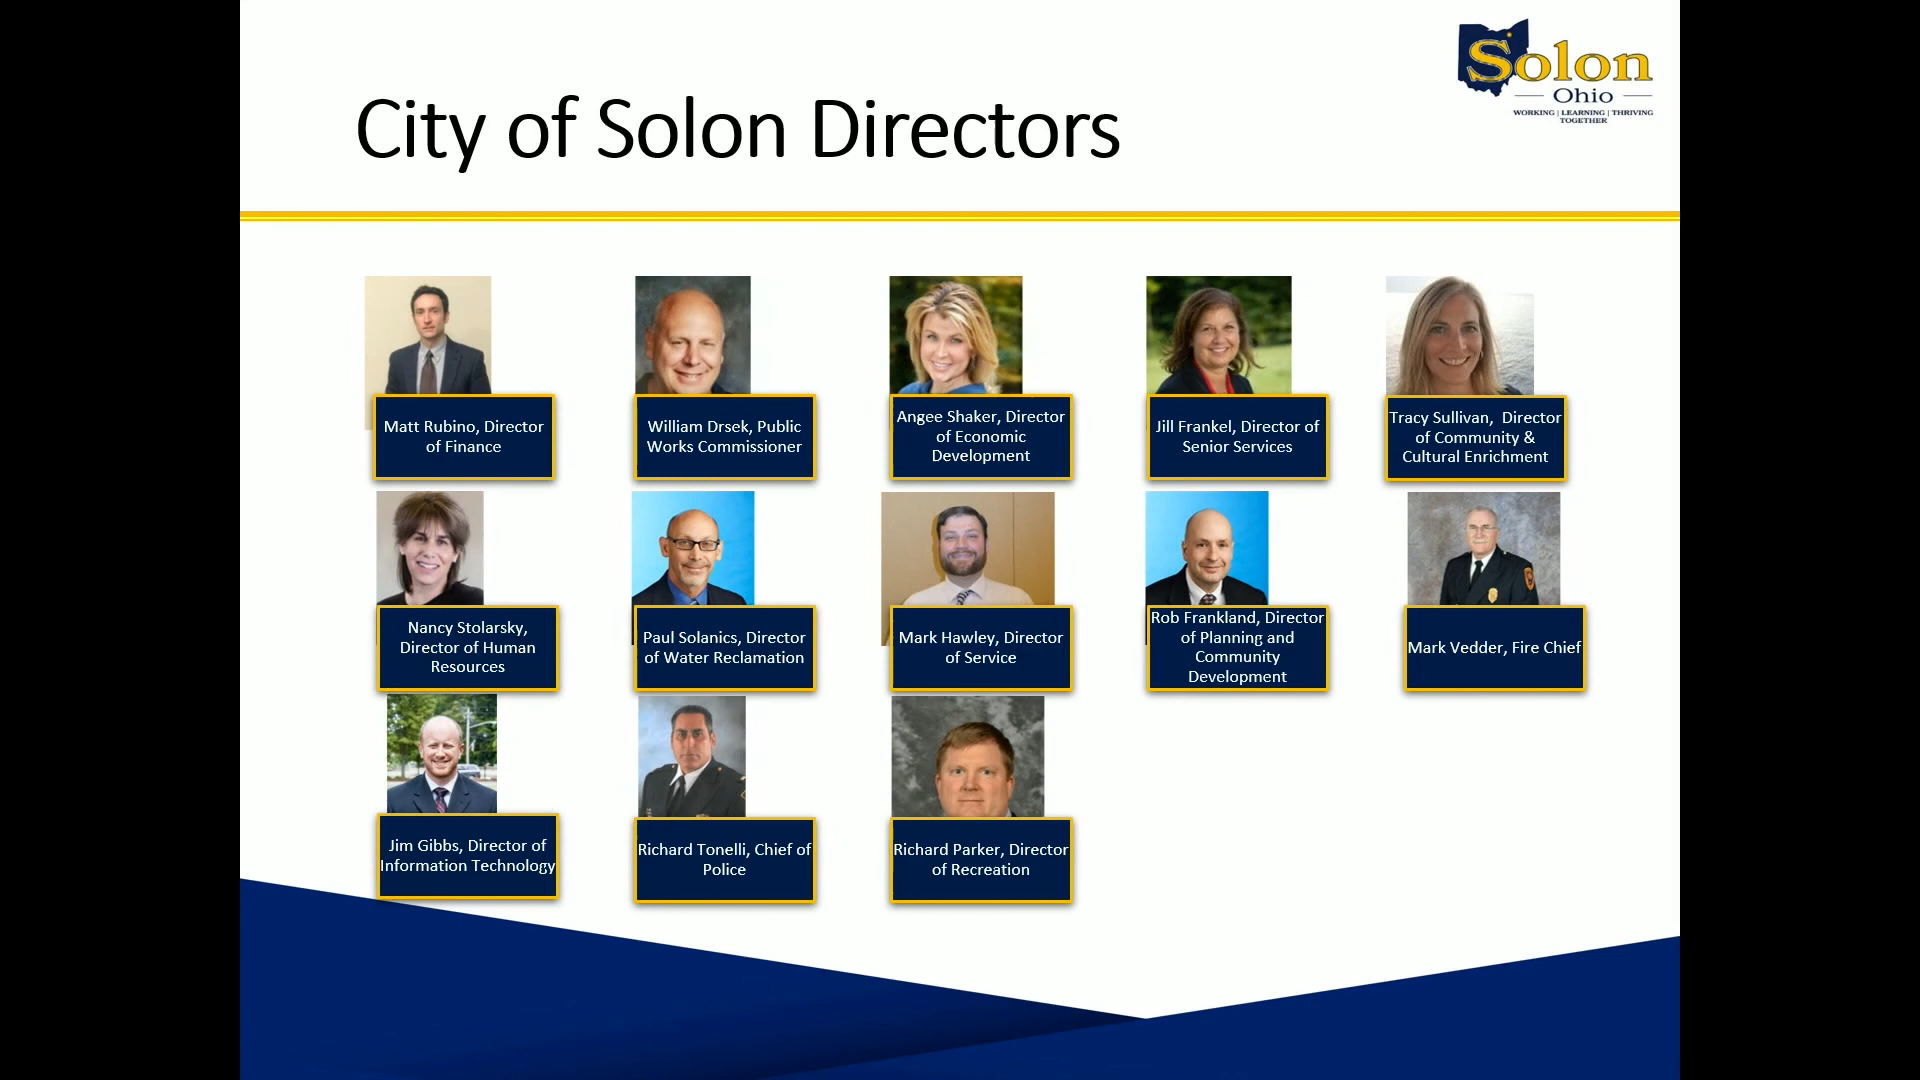 City of Solon Directors
Solon
Ohio
WORKING | LEARNING | THRIVING
TOGETHER
Matt Rubino, Director
of Finance
William Drsek, Public
Works Commissioner
Angee Shaker, Director
of Economic
Development
Jill Frankel, Director of
Senior Services
Tracy Sullivan,  Director
of Community &
Cultural Enrichment
Nancy Stolarsky,
Director of Human
Resources
Paul Solanics, Director
of Water Reclamation
Mark Hawley, Director
of Service
Rob Frankland, Director
of Planning and
Community
Development
Mark Vedder, Fire Chief
Jim Gibbs, Director of
Information Technology
Richard Tonelli, Chief of
Police
Richard Parker, Director
of Recreation